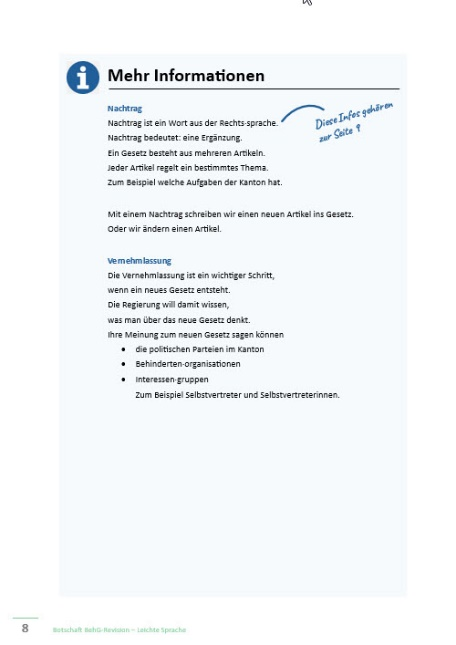 Mehr Informationen
Nachtrag
Nachtrag ist ein Wort aus der Rechts-sprache.
Diese Infos gehören
zur Seite 9
Nachtrag bedeutet: eine Ergänzung.
Ein Gesetz besteht aus mehreren Artikeln.
Jeder Artikel regelt ein bestimmtes Thema.
Zum Beispiel welche Aufgaben der Kanton hat.
Mit einem Nachtrag schreiben wir einen neuen Artikel ins Gesetz.
Oder wir ändern einen Artikel.
Vernehmlassung
Die Vernehmlassung ist ein wichtiger Schritt,
wenn ein neues Gesetz entsteht.
Die Regierung will damit wissen,
was man über das neue Gesetz denkt.
Ihre Meinung zum neuen Gesetz sagen können
• die politischen Parteien im Kanton
• Behinderten-organisationen
• Interessen-gruppen
Zum Beispiel Selbstvertreter und Selbstvertreterinnen.
8 Botschaft BehG-Revision – Leichte Sprache